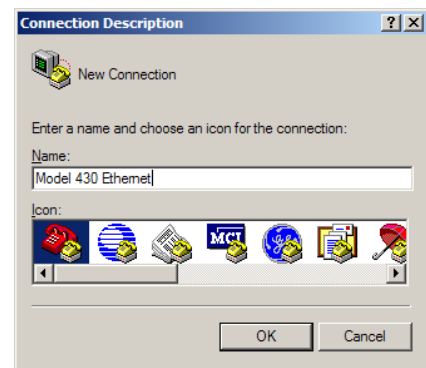 Connection Description
New Connection
Enter a name and choose an icon for the connection:
Name:
Model 430 Ethernet
Icon:
MCI
OK Cancel